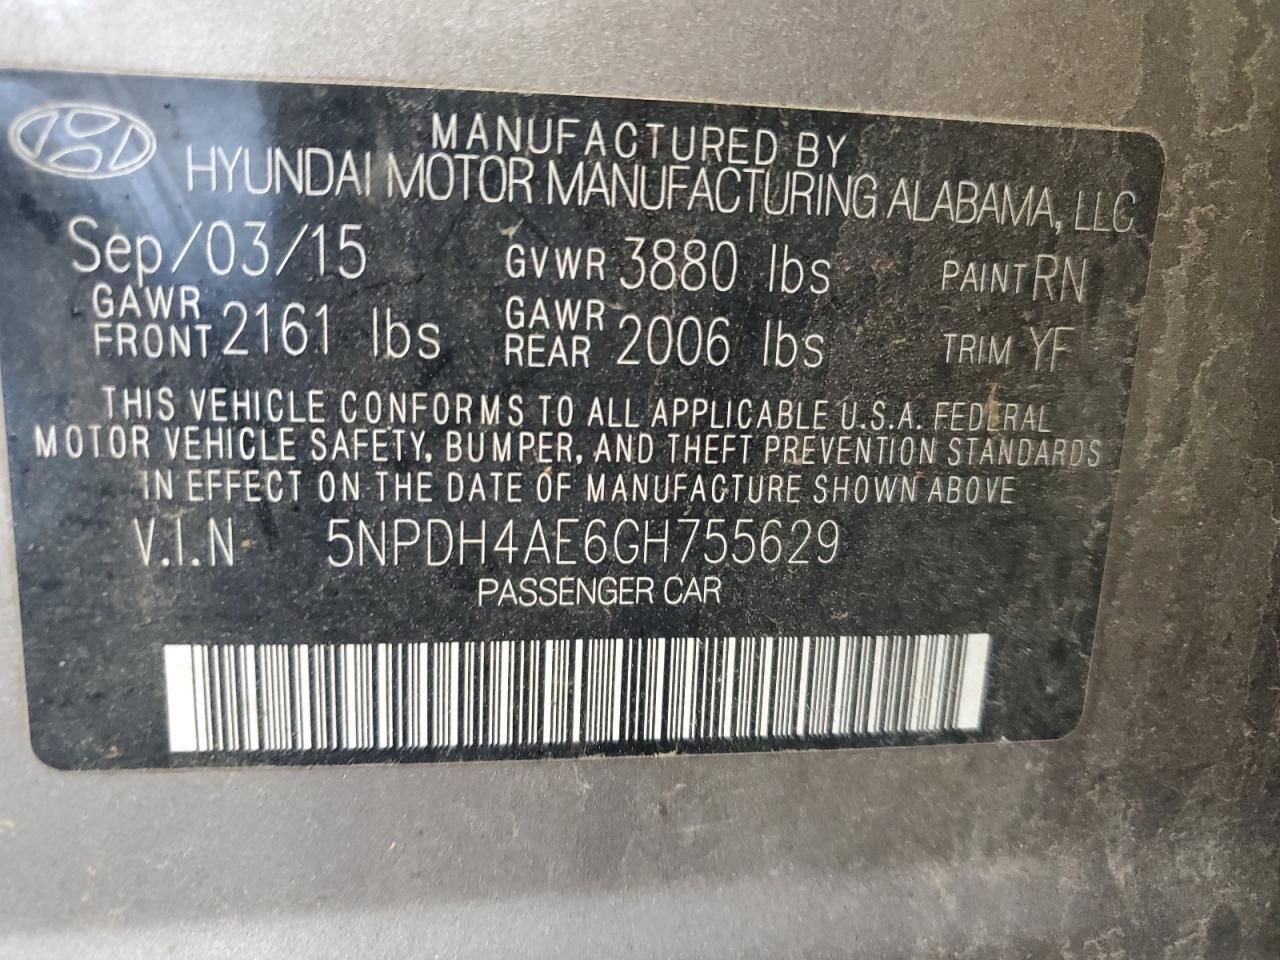 MANUFACTURED BY
HYUNDAI MOTOR MANUFACTURING ALABAMA, LLC
Sep/03/15 GVWR 3880 lbs PAINT RN
GAWR FRONT 2161 lbs GAWR REAR 2006 lbs TRIM YF
THIS VEHICLE CONFORMS TO ALL APPLICABLE U.S.A. FEDERAL
MOTOR VEHICLE SAFETY, BUMPER, AND THEFT PREVENTION STANDARDS
IN EFFECT ON THE DATE OF MANUFACTURE SHOWN ABOVE
V.I.N 5NPDH4AE6GH755629
PASSENGER CAR